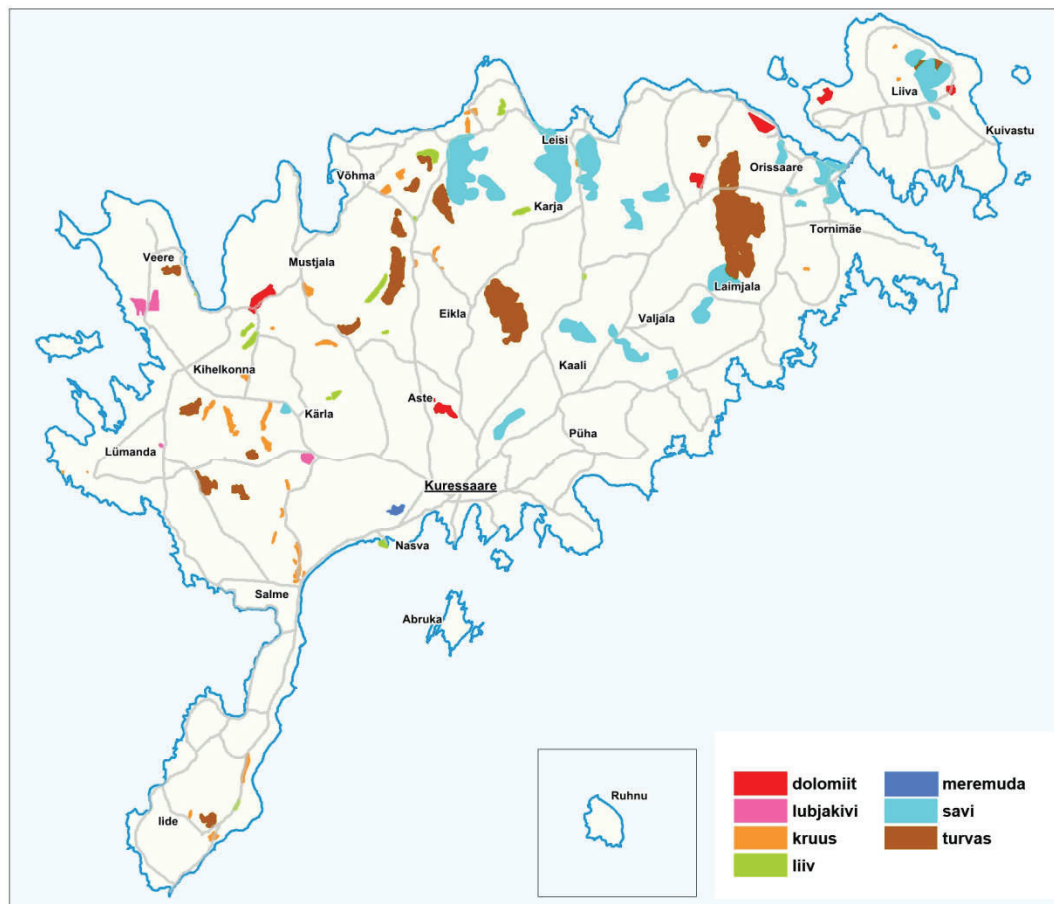 Liiva
Kuivastu
Leisi
Orissaare
Võhma
Karja
Tornimäe
Veere
Mustjala
Laimjala
Eikla
Valjala
Kihelkonna
Kaali
Aste
Kärla
Püha
Lümanda
Kuressaare
Nasva
Salme
Abruka
Ruhnu
Iide
dolomiit
lubjakivi
kruus
liiv
meremuda
savi
turvas